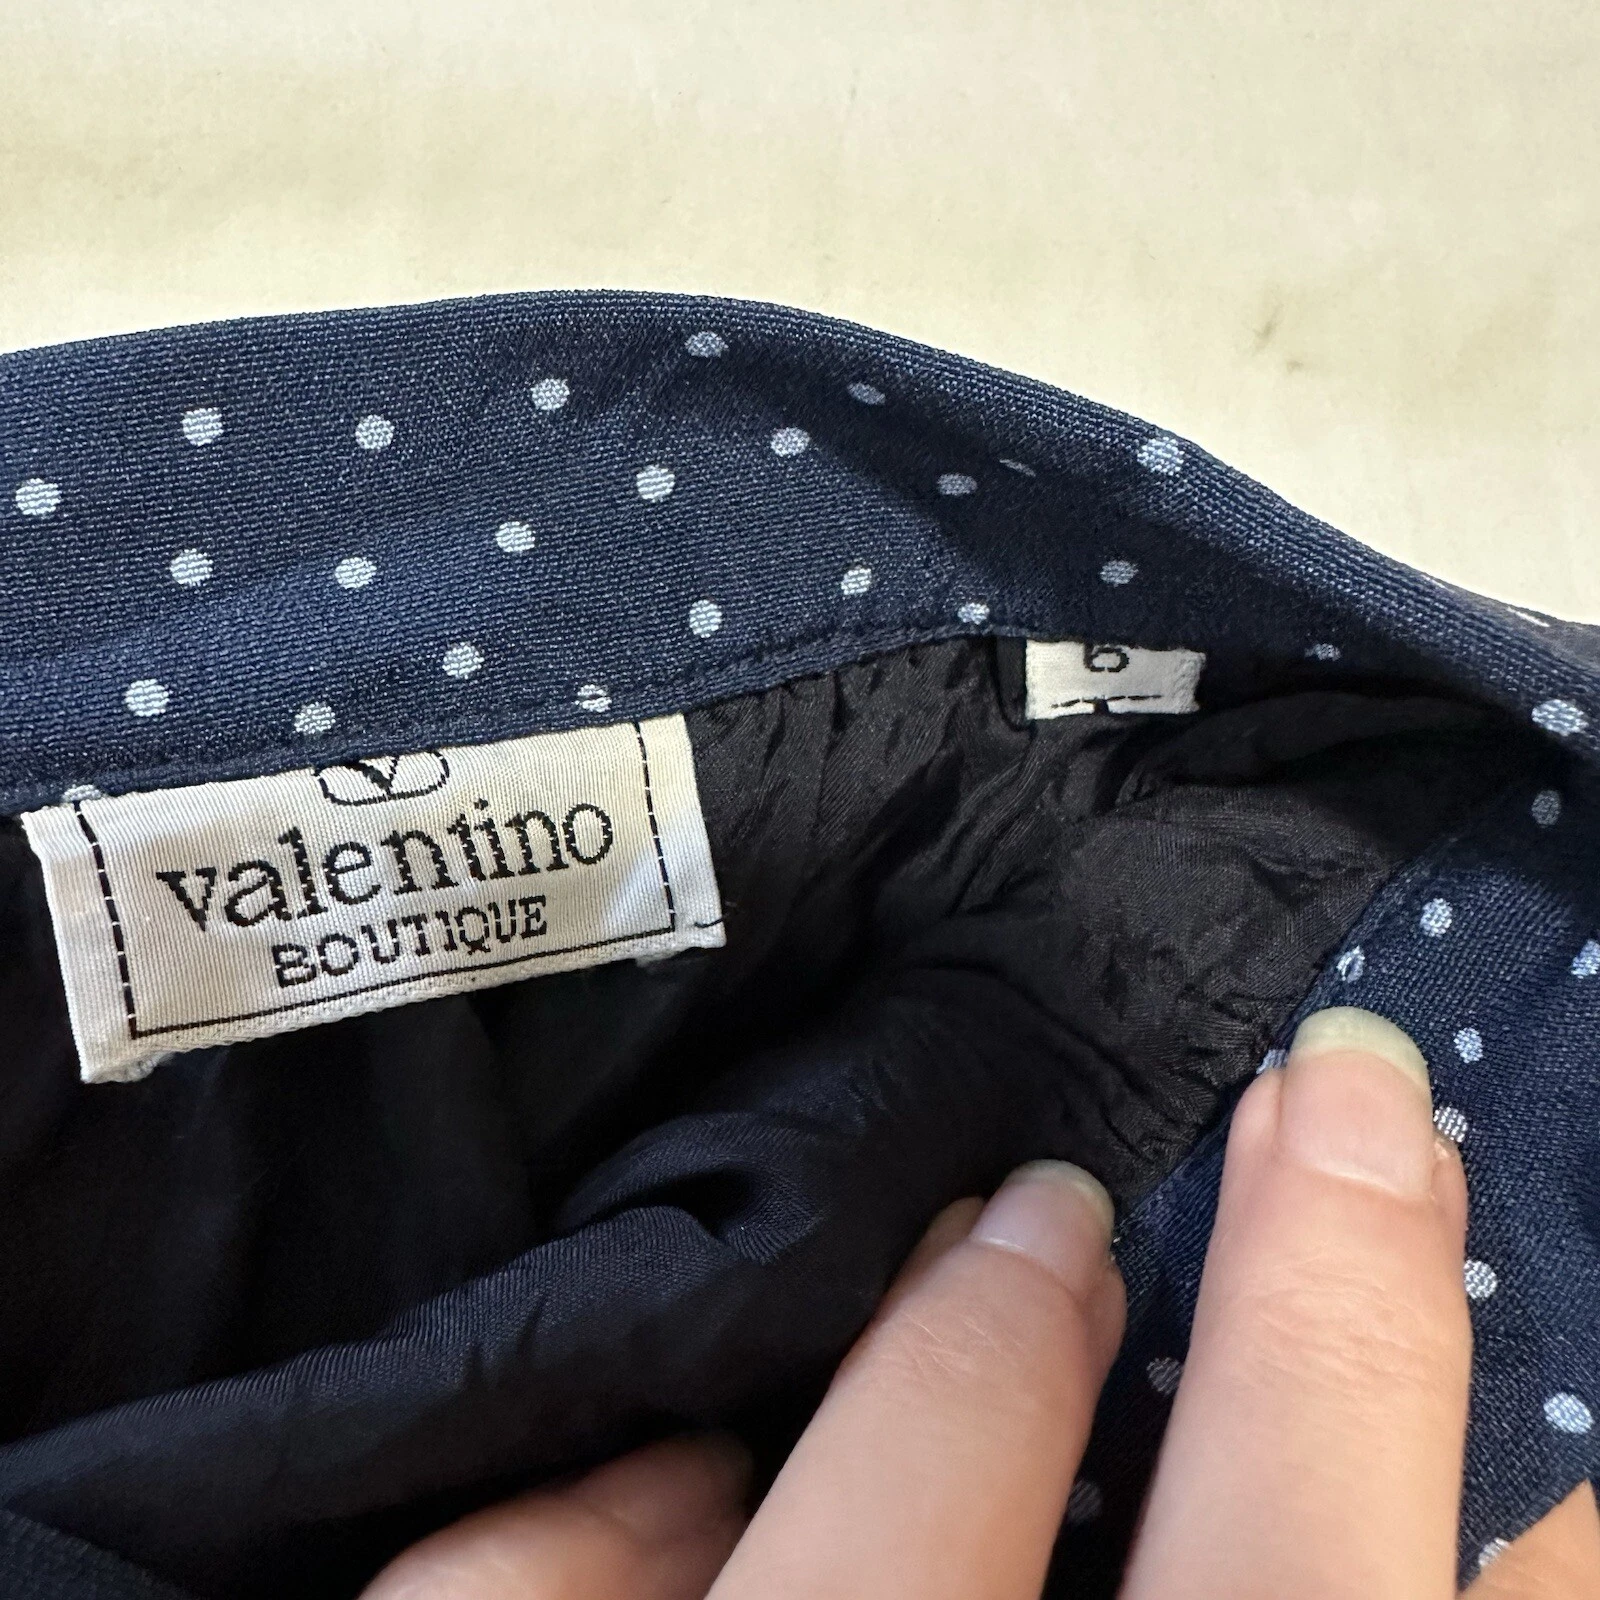 V
valentino
BOUTIQUE
6